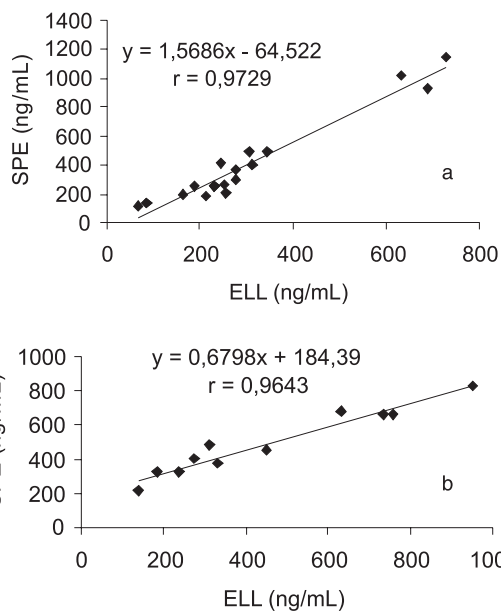 1400
1200
1000
800
600
400
200
0
SPE (ng/mL)
y = 1,5686x - 64,522
r = 0,9729
a
0 200 400 600 800
ELL (ng/mL)
1000
800
600
400
200
0
y = 0,6798x + 184,39
r = 0,9643
b
0 200 400 600 800
ELL (ng/mL)